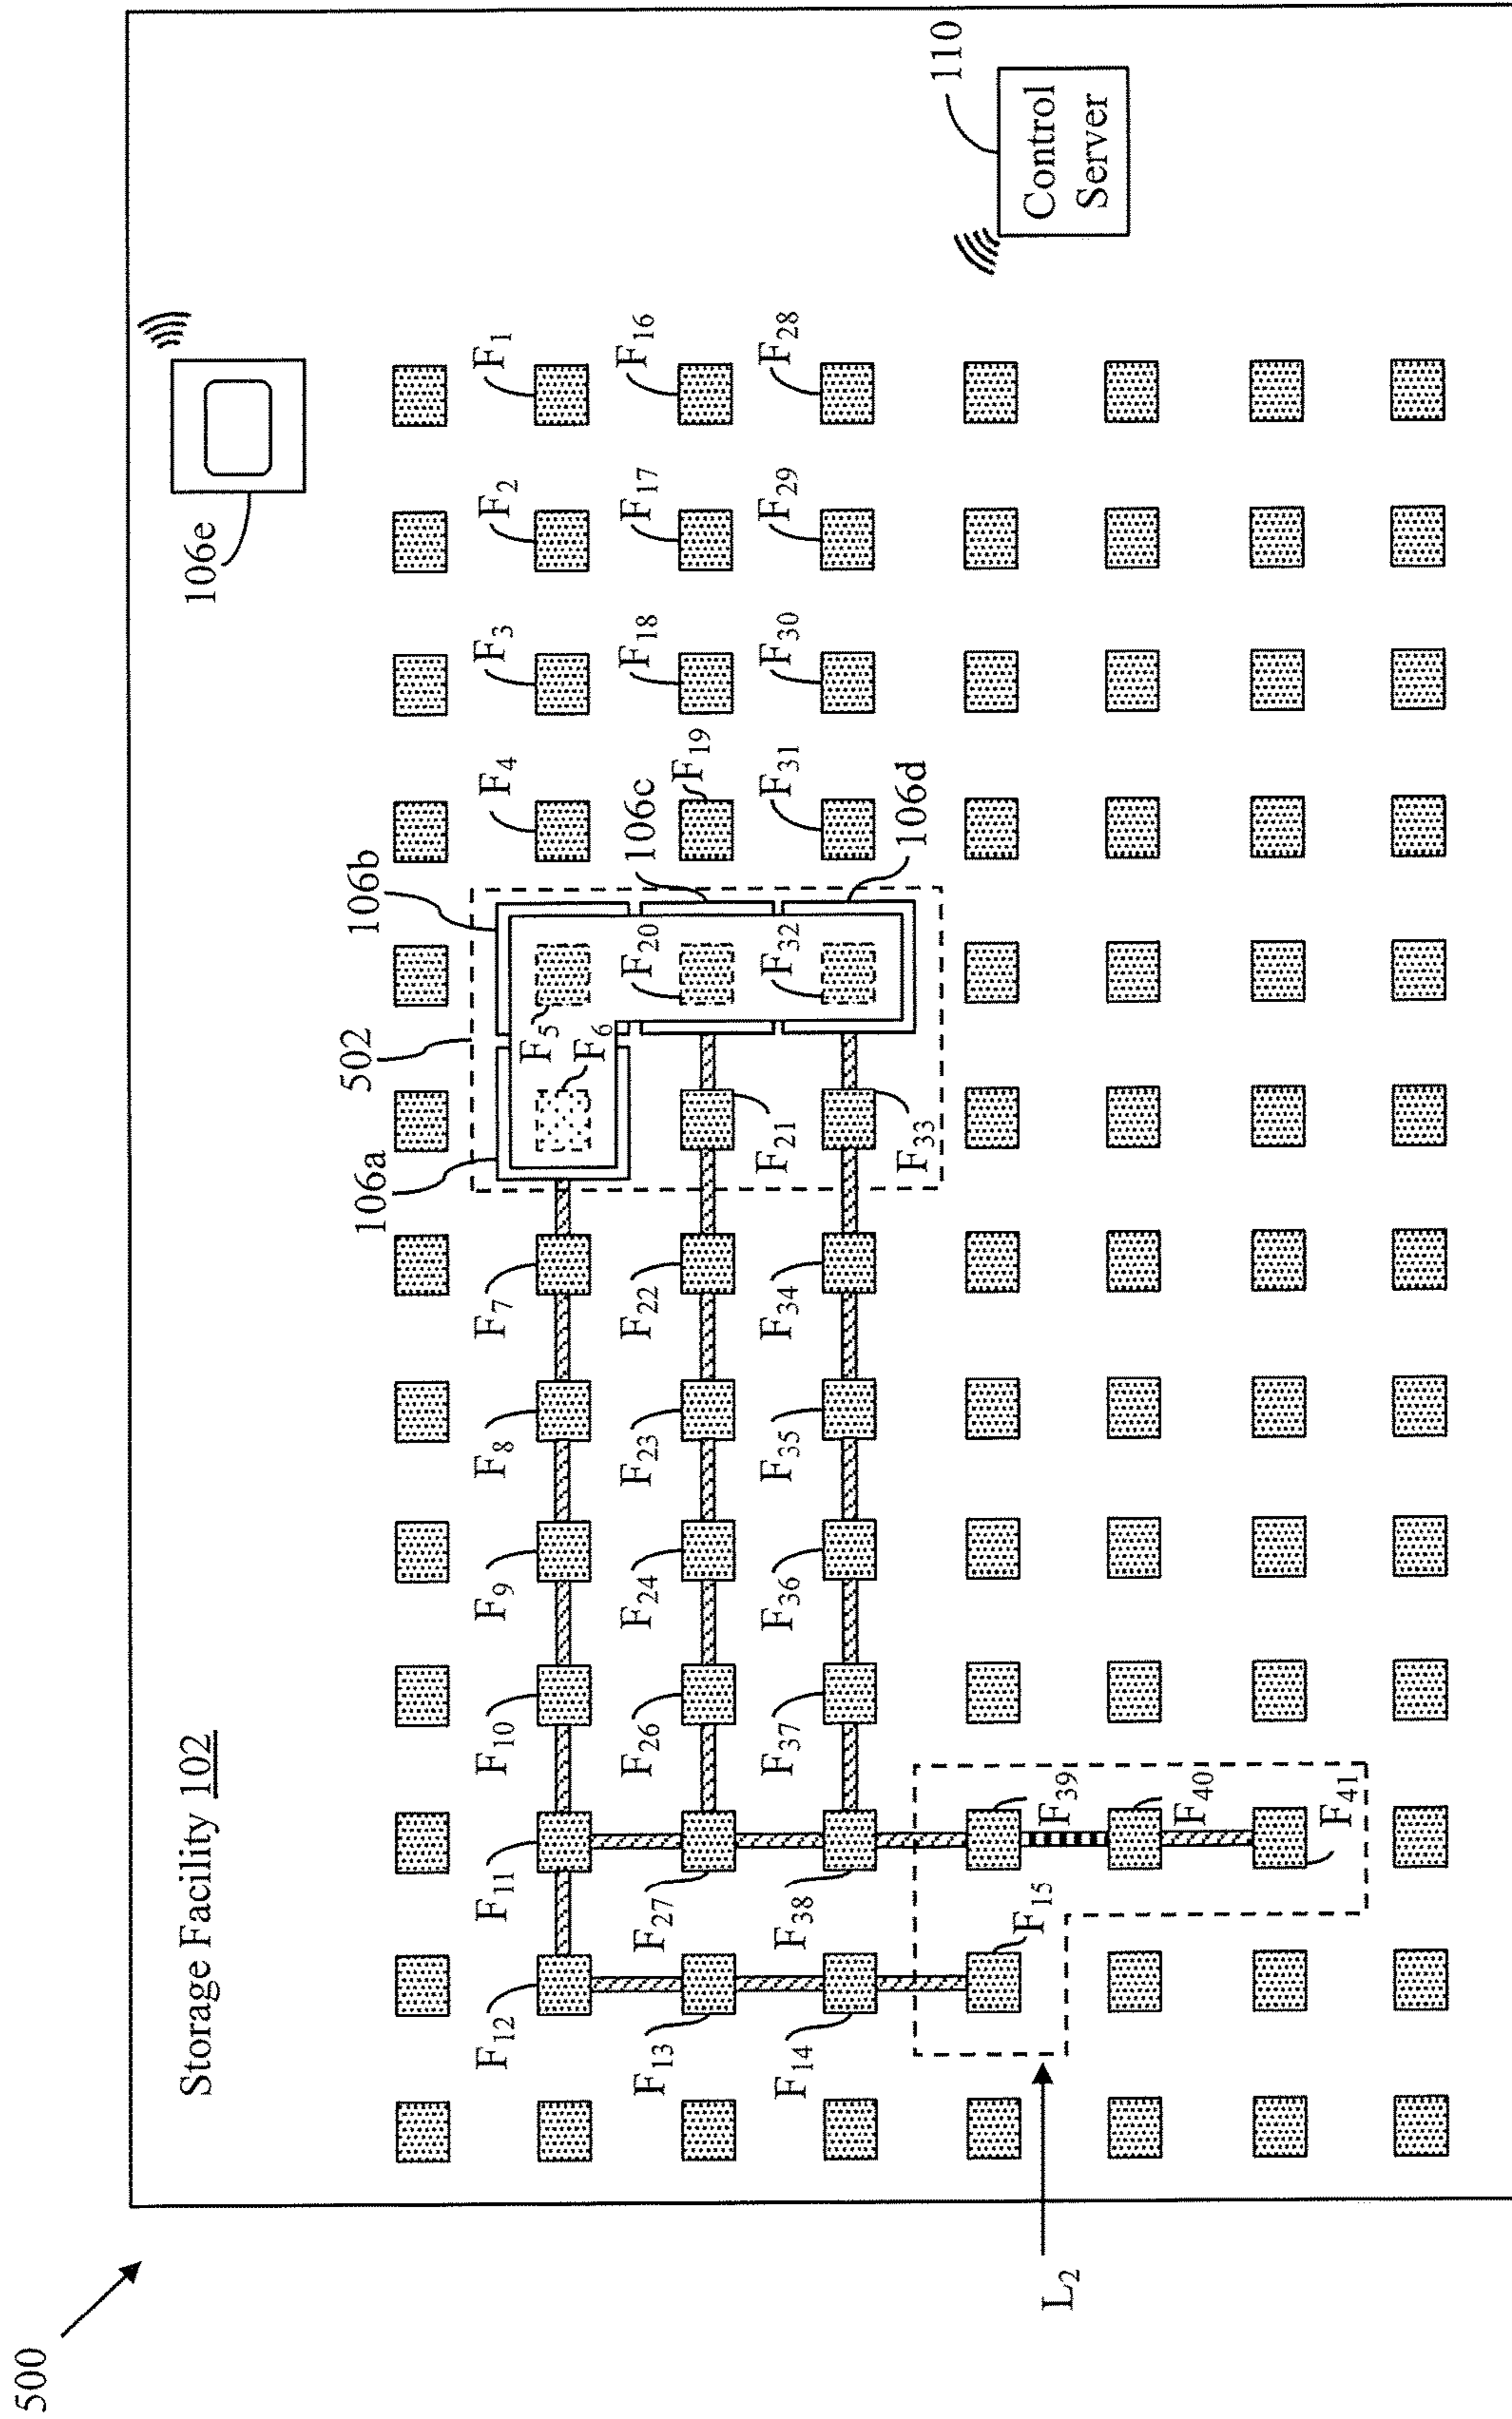 500
Storage Facility 102
106e
110
Control
Server
F1
F2
F3
F4
F16
F17
F18
F19
F28
F29
F30
F31
502
106a
106b
106c
106d
F5
F6
F20
F32
F21
F33
F7
F8
F9
F10
F11
F12
F22
F23
F24
F26
F27
F13
F34
F35
F36
F37
F38
F14
F39
F40
F41
F15
L2